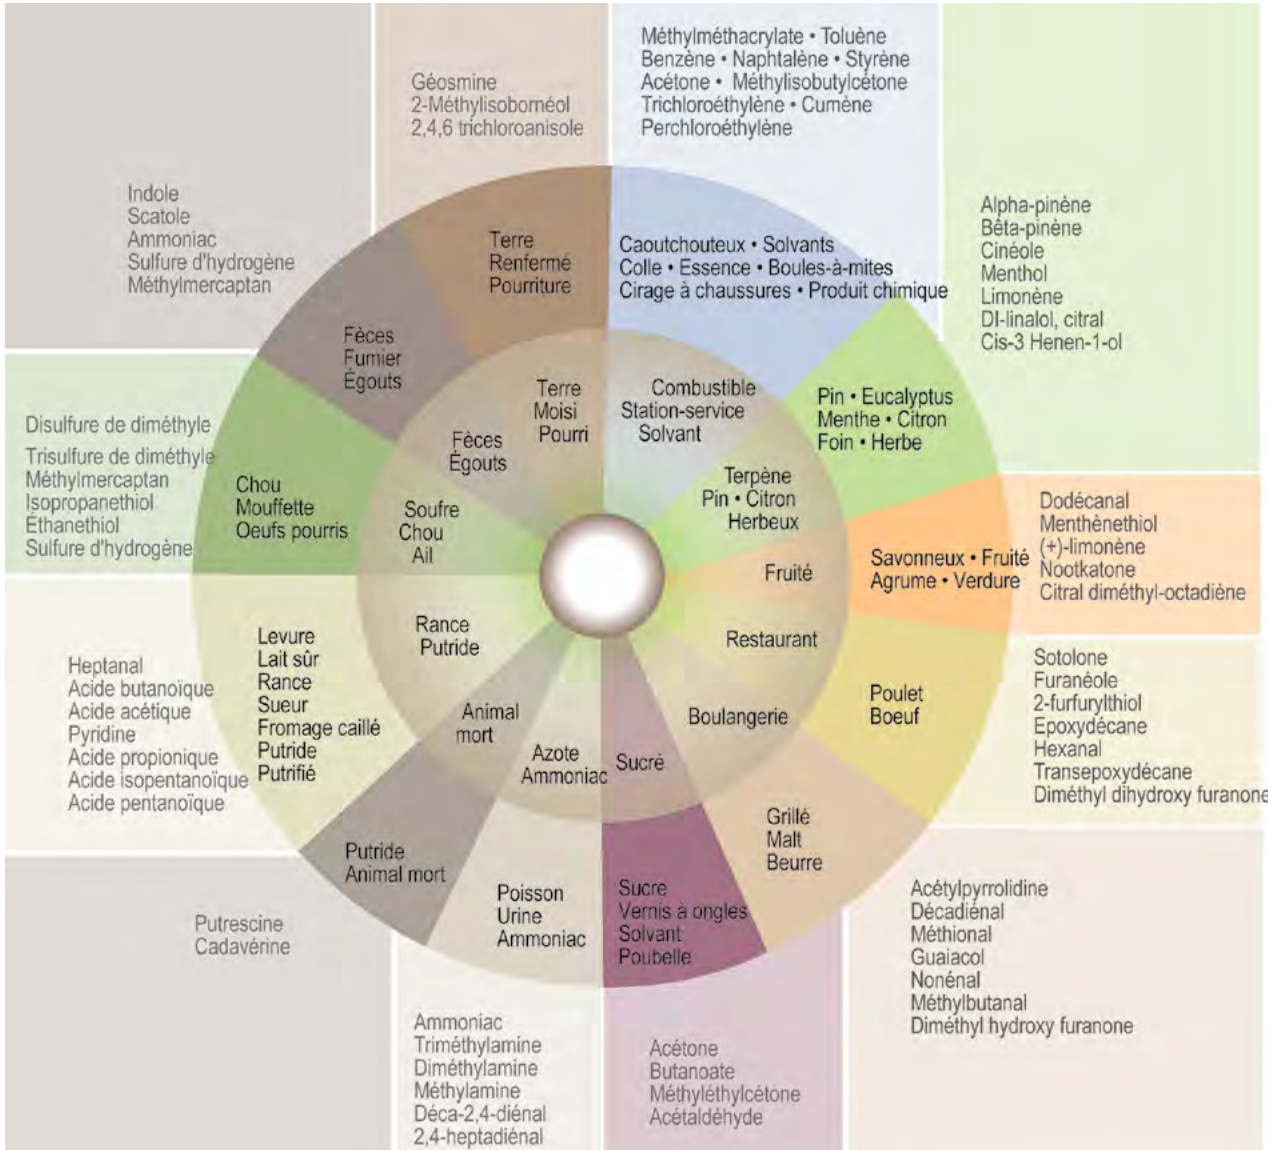 Méthylméthacrylate • Toluène
Benzène • Naphtalène • Styrène
Acétone • Méthylisobutylcétone
Trichloroéthylène • Cumène
Perchloroéthylène
Géosmine
2-Méthylisobornéol
2,4,6 trichloroanisole
Indole
Scatole
Ammoniac
Sulfure d'hydrogène
Méthylmercaptan
Alpha-pinène
Bêta-pinène
Cinéole
Menthol
Limonène
Dl-linalol, citral
Cis-3 Henen-1-ol
Terre
Renfermé
Pourriture
Caoutchouteux • Solvants
Colle • Essence • Boules-à-mites
Cirage à chaussures • Produit chimique
Fèces
Fumier
Égouts
Pin • Eucalyptus
Menthe • Citron
Foin • Herbe
Terre
Moisi
Pourri
Combustible
Station-service
Solvant
Fèces
Égouts
Terpène
Pin • Citron
Herbeux
Disulfure de diméthyle
Trisulfure de diméthyle
Méthylmercaptan
Isopropanethiol
Éthanethiol
Sulfure d'hydrogène
Chou
Mouffette
Oeufs pourris
Soufre
Chou
Ail
Fruité
Savonneux • Fruité
Agrume • Verdure
Dodécanal
Menthènethiol
(+)-limonène
Nootkatone
Citral diméthyl-octadiène
Heptanal
Acide butanoïque
Acide acétique
Pyridine
Acide propionique
Acide isopentanoïque
Acide pentanoïque
Levure
Lait sûr
Rance
Sueur
Fromage caillé
Putride
Putrifié
Rance
Putride
Restaurant
Poulet
Boeuf
Sotolone
Furanéole
2-furfurylthiol
Epoxydécane
Hexanal
Transepoxydécane
Diméthyl dihydroxy furanone
Animal
mort
Azote
Ammoniac
Sucré
Boulangerie
Grillé
Malt
Beurre
Putride
Animal mort
Poisson
Urine
Ammoniac
Sucre
Vernis à ongles
Solvant
Poubelle
Acétylpyrrolidine
Décadiénal
Méthional
Guaiacol
Nonénal
Méthylbutanal
Diméthyl hydroxy furanone
Putrescine
Cadavérine
Ammoniac
Triméthylamine
Diméthylamine
Méthylamine
Déca-2,4-diénal
2,4-heptadiénal
Acétone
Butanoate
Méthyléthylcétone
Acétaldéhyde